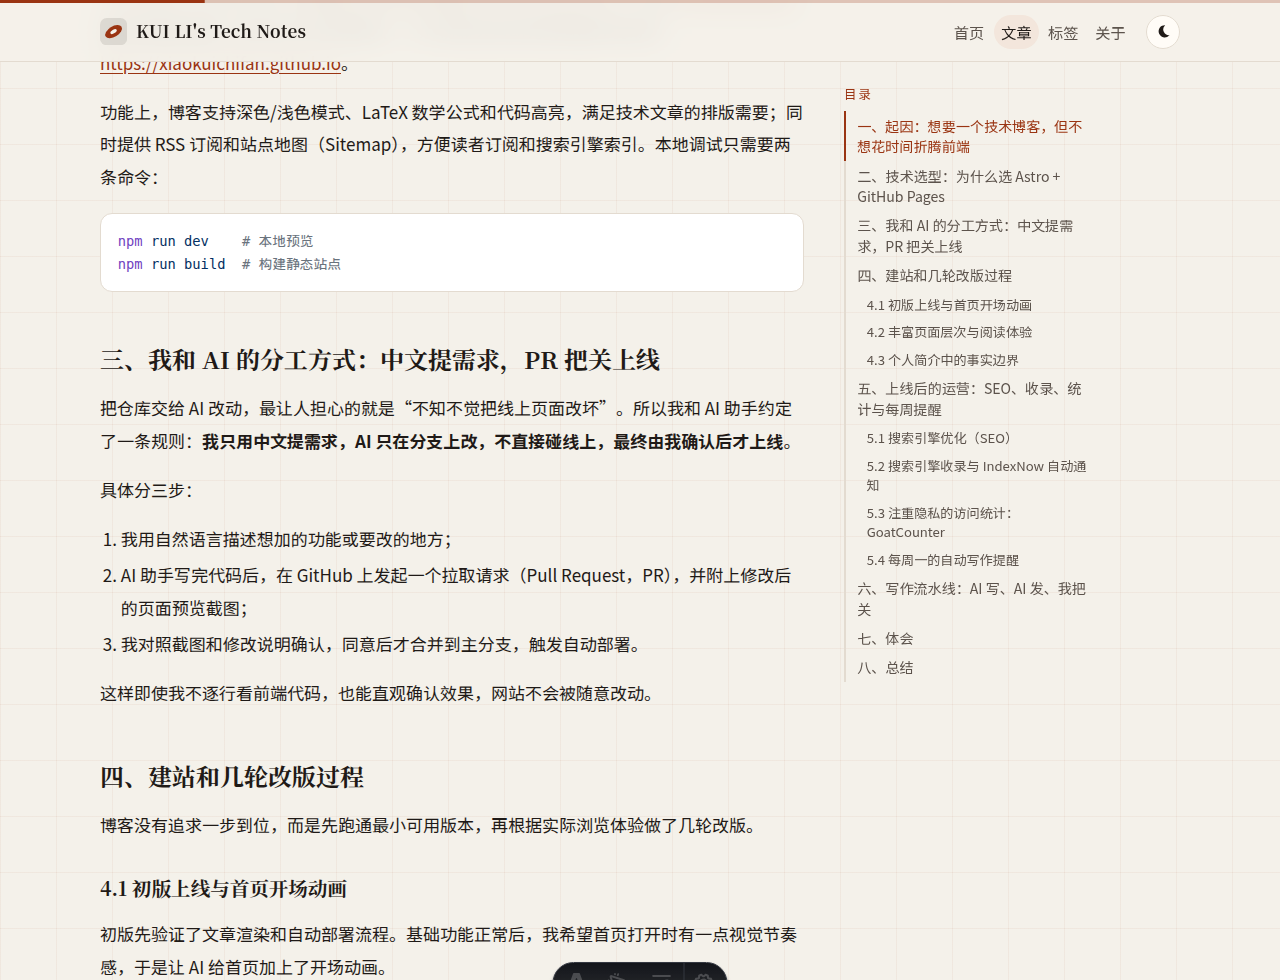 KUI LI's Tech Notes
首页 文章 标签 关于
https://xiaokuichilian.github.io。
功能上，博客支持深色/浅色模式、LaTeX 数学公式和代码高亮，满足技术文章的排版需要；同
时提供 RSS 订阅和站点地图（Sitemap），方便读者订阅和搜索引擎索引。本地调试只需要两
条命令：
npm run dev    # 本地预览
npm run build  # 构建静态站点
三、我和 AI 的分工方式：中文提需求，PR 把关上线
把仓库交给 AI 改动，最让人担心的就是“不知不觉把线上页面改坏”。所以我和 AI 助手约定
了一条规则：我只用中文提需求，AI 只在分支上改，不直接碰线上，最终由我确认后才上线。
具体分三步：
1. 我用自然语言描述想加的功能或要改的地方；
2. AI 助手写完代码后，在 GitHub 上发起一个拉取请求（Pull Request，PR），并附上修改后
的页面预览截图；
3. 我对照截图和修改说明确认，同意后才合并到主分支，触发自动部署。
这样即使我不逐行看前端代码，也能直观确认效果，网站不会被随意改动。
四、建站和几轮改版过程
博客没有追求一步到位，而是先跑通最小可用版本，再根据实际浏览体验做了几轮改版。
4.1 初版上线与首页开场动画
初版先验证了文章渲染和自动部署流程。基础功能正常后，我希望首页打开时有一点视觉节奏
感，于是让 AI 给首页加上了开场动画。
目录
一、起因：想要一个技术博客，但不
想花时间折腾前端
二、技术选型：为什么选 Astro +
GitHub Pages
三、我和 AI 的分工方式：中文提需
求，PR 把关上线
四、建站和几轮改版过程
4.1 初版上线与首页开场动画
4.2 丰富页面层次与阅读体验
4.3 个人简介中的事实边界
五、上线后的运营：SEO、收录、统
计与每周提醒
5.1 搜索引擎优化（SEO）
5.2 搜索引擎收录与 IndexNow 自动通
知
5.3 注重隐私的访问统计：
GoatCounter
5.4 每周一的自动写作提醒
六、写作流水线：AI 写、AI 发、我把
关
七、体会
八、总结